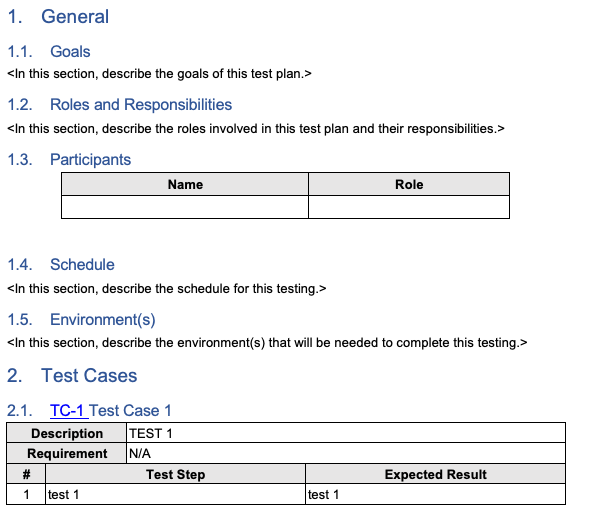 1. General
1.1. Goals
<In this section, describe the goals of this test plan.>
1.2. Roles and Responsibilities
<In this section, describe the roles involved in this test plan and their responsibilities.>
1.3. Participants
Name Role
1.4. Schedule
<In this section, describe the schedule for this testing.>
1.5. Environment(s)
<In this section, describe the environment(s) that will be needed to complete this testing.>
2. Test Cases
2.1. TC-1 Test Case 1
Description TEST 1
Requirement N/A
# Test Step Expected Result
1 test 1 test 1